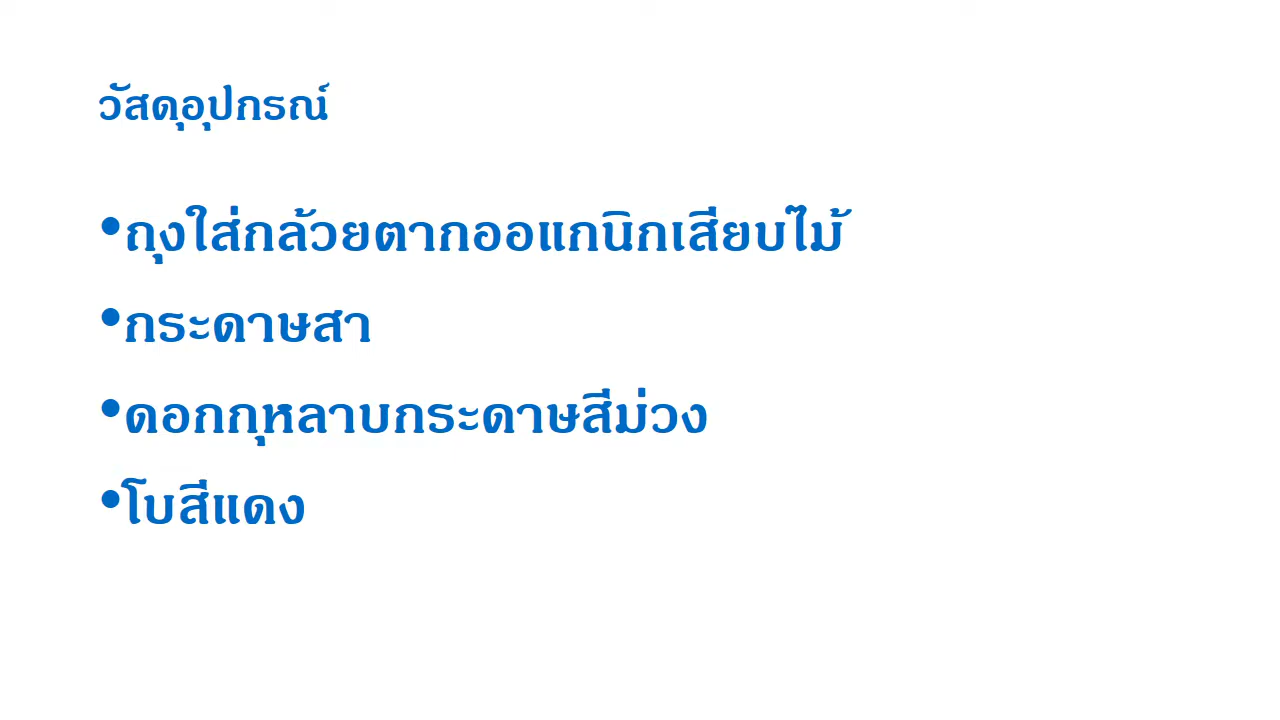 วัสดุอุปกรณ์
•ถุงใส่กล้วยตากออแกนิกเสียบไม้
•กระดาษสา
•ดอกกุหลาบกระดาษสีม่วง
•โบสีแดง